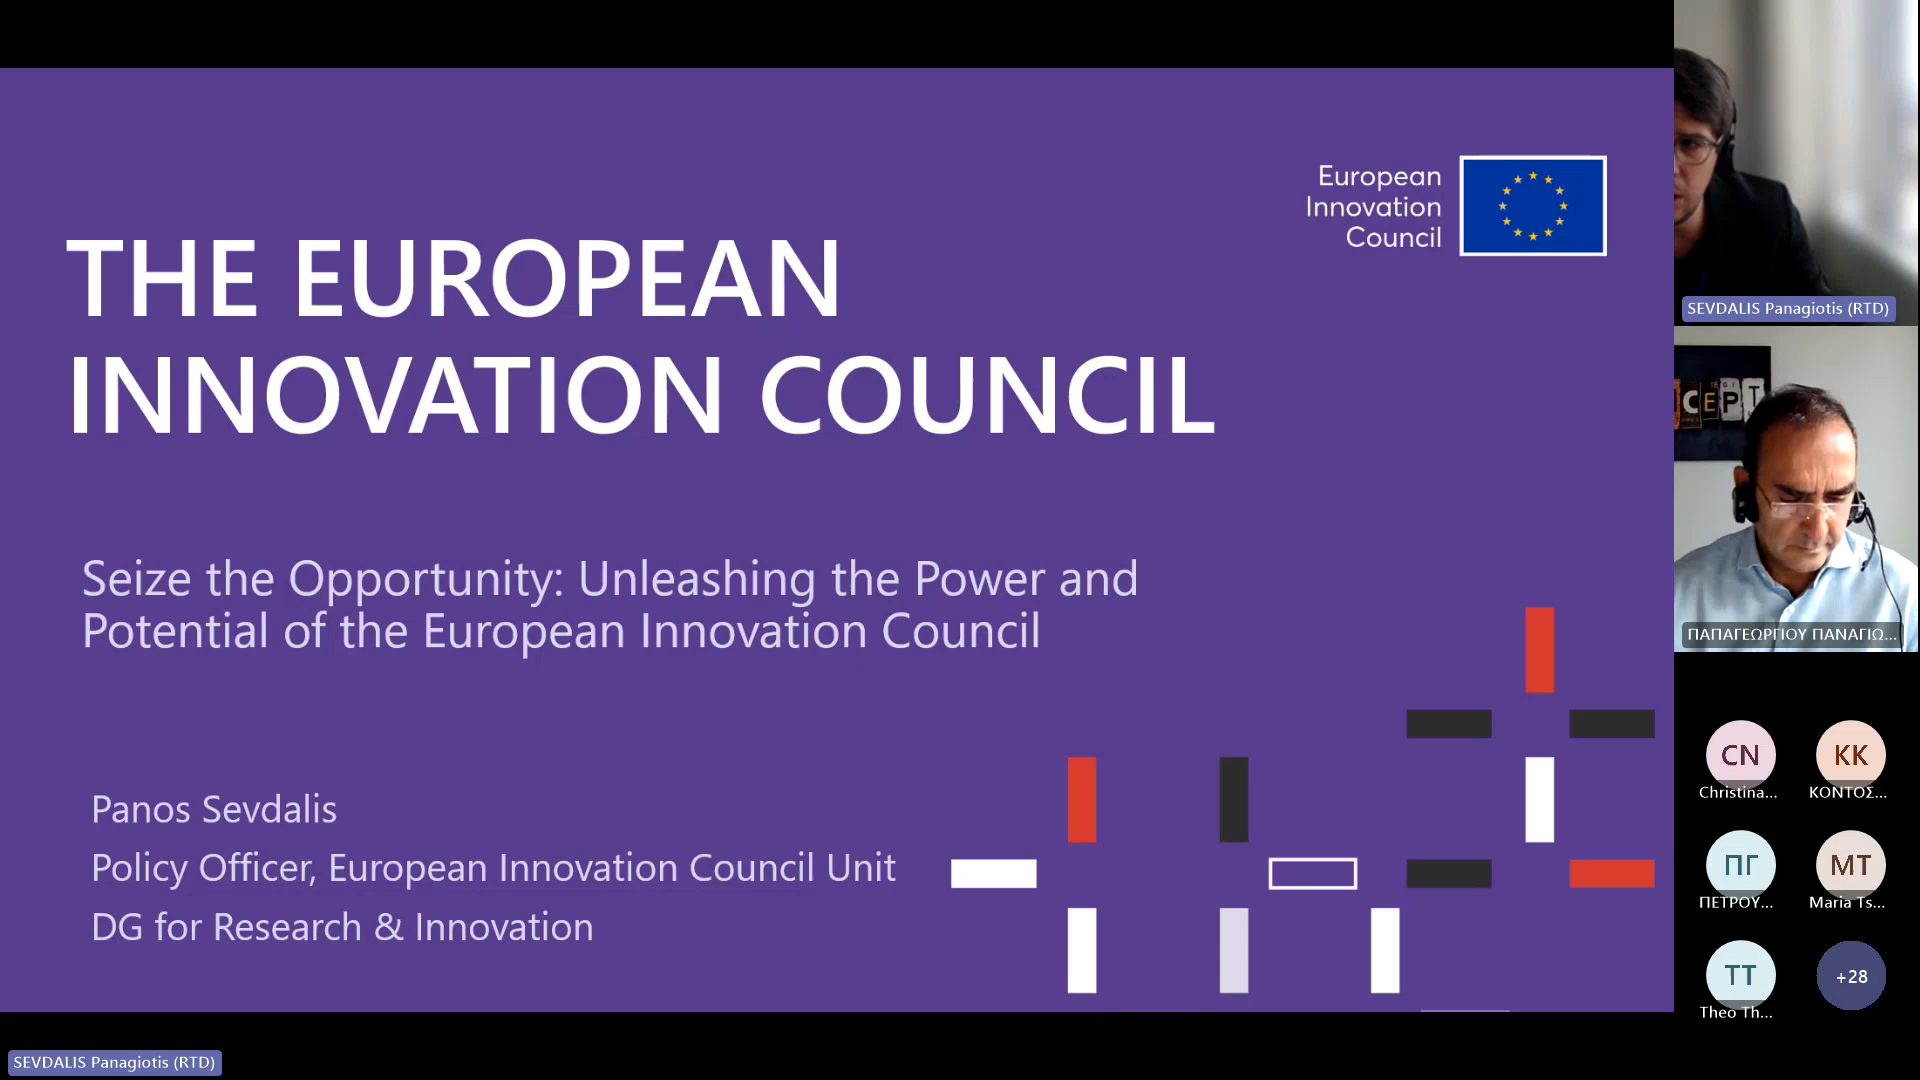 European
Innovation
Council
THE EUROPEAN
INNOVATION COUNCIL
Seize the Opportunity: Unleashing the Power and
Potential of the European Innovation Council
Panos Sevdalis
Policy Officer, European Innovation Council Unit
DG for Research & Innovation
SEVDALIS Panagiotis (RTD)
SEVDALIS Panagiotis (RTD)
CEPT
ΠΑΠΑΓΕΩΡΓΙΟΥ ΠΑΝΑΓΙΩ...
CN
Christina...
KK
ΚΟΝΤΟΣ...
ΠΓ
ΠΕΤΡΟΥ...
MT
Maria Ts...
TT
Theo Th...
+28